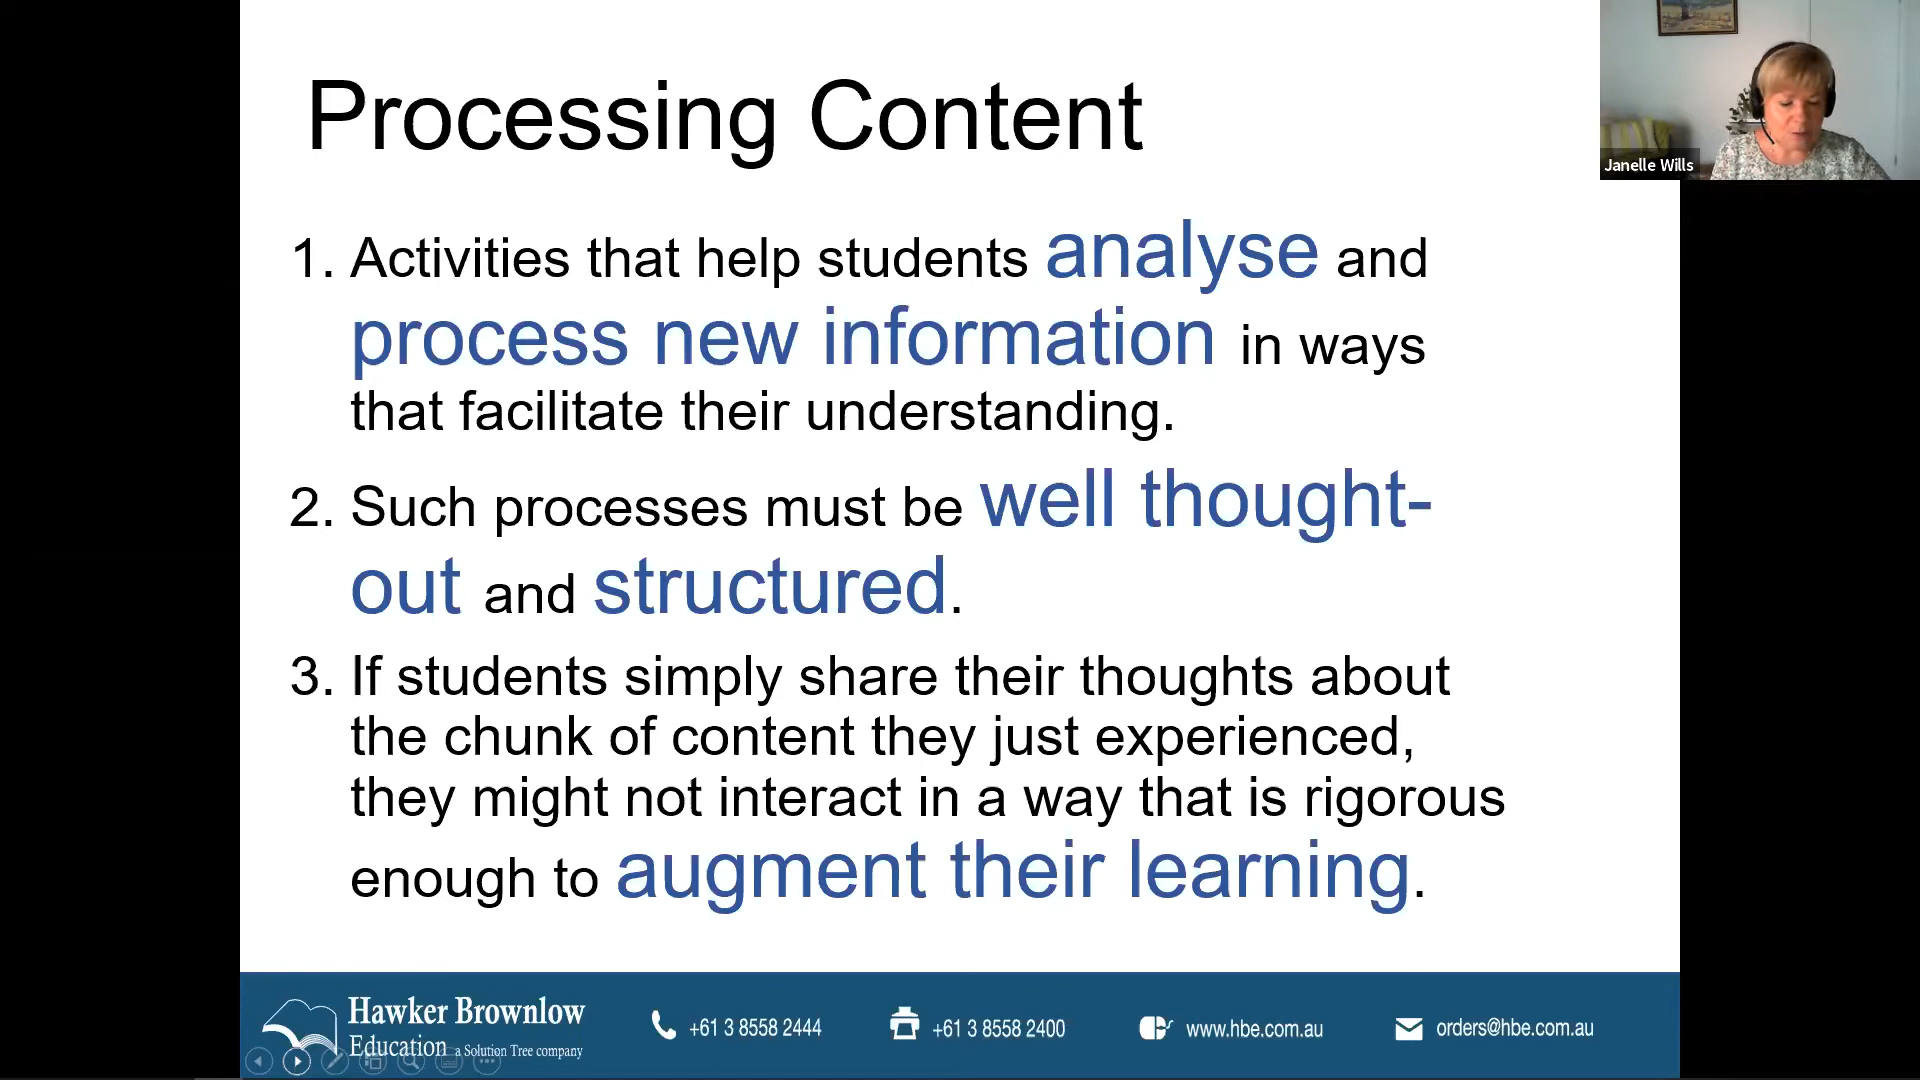 Processing Content
Janelle Wills
1. Activities that help students analyse and
process new information in ways
that facilitate their understanding.
2. Such processes must be well thought-
out and structured.
3. If students simply share their thoughts about
the chunk of content they just experienced,
they might not interact in a way that is rigorous
enough to augment their learning.
Hawker Brownlow
Education a Solution Tree company
+61 3 8558 2444
+61 3 8558 2400
www.hbe.com.au
orders@hbe.com.au